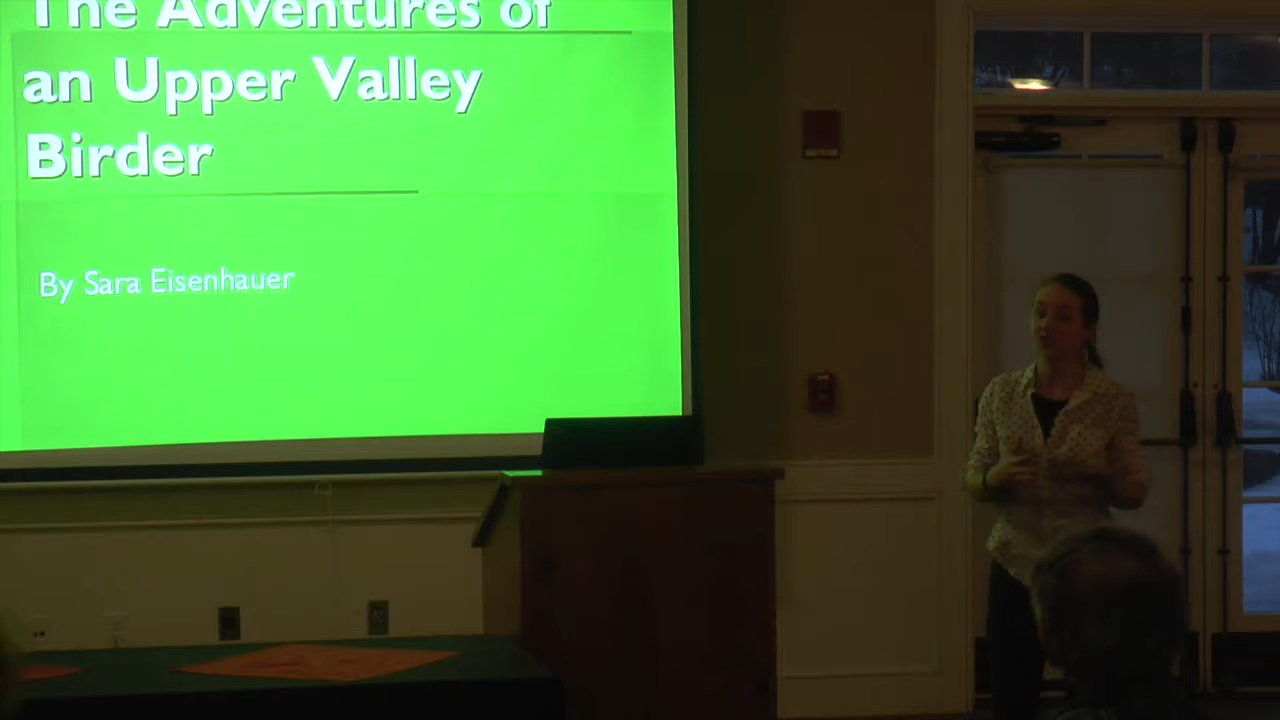 The Adventures of
an Upper Valley
Birder
By Sara Eisenhauer